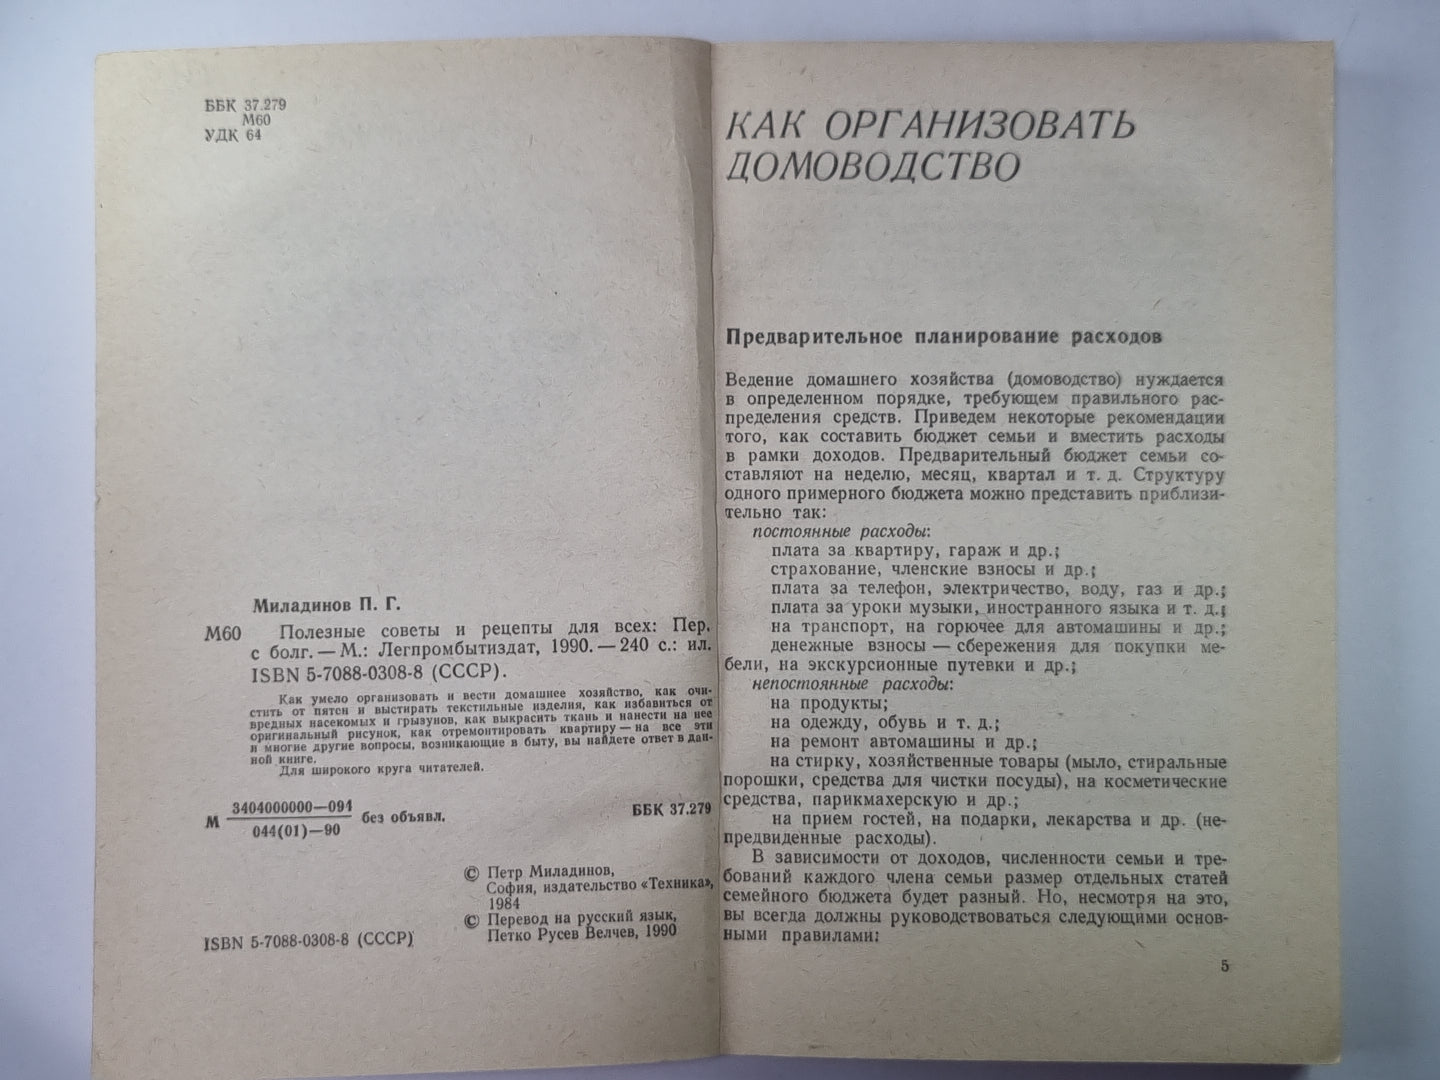 ББК 37.279
М60
УДК 64
Миладинов П. Г.
М60 Полезные советы и рецепты для всех: Пер.
с болг. — М.: Легпромбытиздат, 1990. — 240 с.: ил.
ISBN 5-7088-0308-8 (СССР).
Как умело организовать и вести домашнее хозяйство, как очи-
стить от пятен и выстирать текстильные изделия, как избавиться от
вредных насекомых и грызунов, как выкрасить ткань и нанести на нее
оригинальный рисунок, как отремонтировать квартиру — на все эти
и многие другие вопросы, возникающие в быту, вы найдете ответ в дан-
ной книге.
Для широкого круга читателей.
М 3404000000—091
044(01)—90 без объявл. ББК 37.279
© Петр Миладинов,
София, издательство «Техника»,
1984
© Перевод на русский язык,
Петко Русев Велчев, 1990
ISBN 5-7088-0308-8 (СССР)
КАК ОРГАНИЗОВАТЬ
ДОМОВОДСТВО
Предварительное планирование расходов
Ведение домашнего хозяйства (домоводство) нуждается
в определенном порядке, требующем правильного рас-
пределения средств. Приведем некоторые рекомендации
того, как составить бюджет семьи и вместить расходы
в рамки доходов. Предварительный бюджет семьи со-
ставляют на неделю, месяц, квартал и т. д. Структуру
одного примерного бюджета можно представить приблизи-
тельно так:
постоянные расходы:
плата за квартиру, гараж и др.;
страхование, членские взносы и др.;
плата за телефон, электричество, воду, газ и др.;
плата за уроки музыки, иностранного языка и т. д.;
на транспорт, на горючее для автомашины и др.;
денежные взносы — сбережения для покупки ме-
бели, на экскурсионные путевки и др.;
непостоянные расходы:
на продукты;
на одежду, обувь и т. д.;
на ремонт автомашины и др.;
на стирку, хозяйственные товары (мыло, стиральные
порошки, средства для чистки посуды), на косметические
средства, парикмахерскую и др.;
на прием гостей, на подарки, лекарства и др. (не-
предвиденные расходы).
В зависимости от доходов, численности семьи и тре-
бований каждого члена семьи размер отдельных статей
семейного бюджета будет разный. Но, несмотря на это,
вы всегда должны руководствоваться следующими основ-
ными правилами:
5